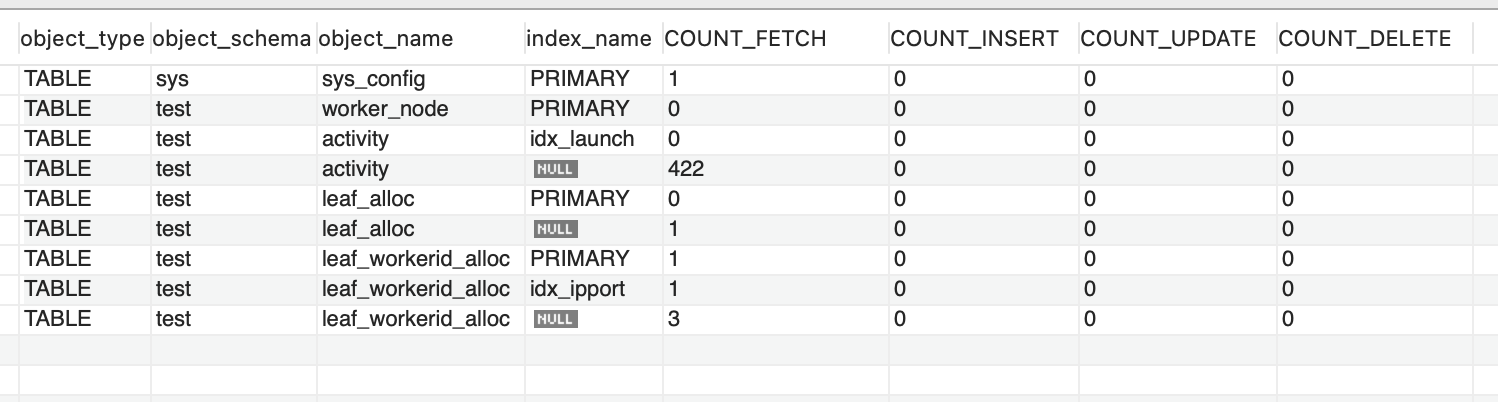 object_type object_schema object_name index_name COUNT_FETCH COUNT_INSERT COUNT_UPDATE COUNT_DELETE
TABLE sys sys_config PRIMARY 1 0 0 0
TABLE test worker_node PRIMARY 0 0 0 0
TABLE test activity idx_launch 0 0 0 0
TABLE test activity NULL 422 0 0 0
TABLE test leaf_alloc PRIMARY 0 0 0 0
TABLE test leaf_alloc NULL 1 0 0 0
TABLE test leaf_workerid_alloc PRIMARY 1 0 0 0
TABLE test leaf_workerid_alloc idx_ipport 1 0 0 0
TABLE test leaf_workerid_alloc NULL 3 0 0 0